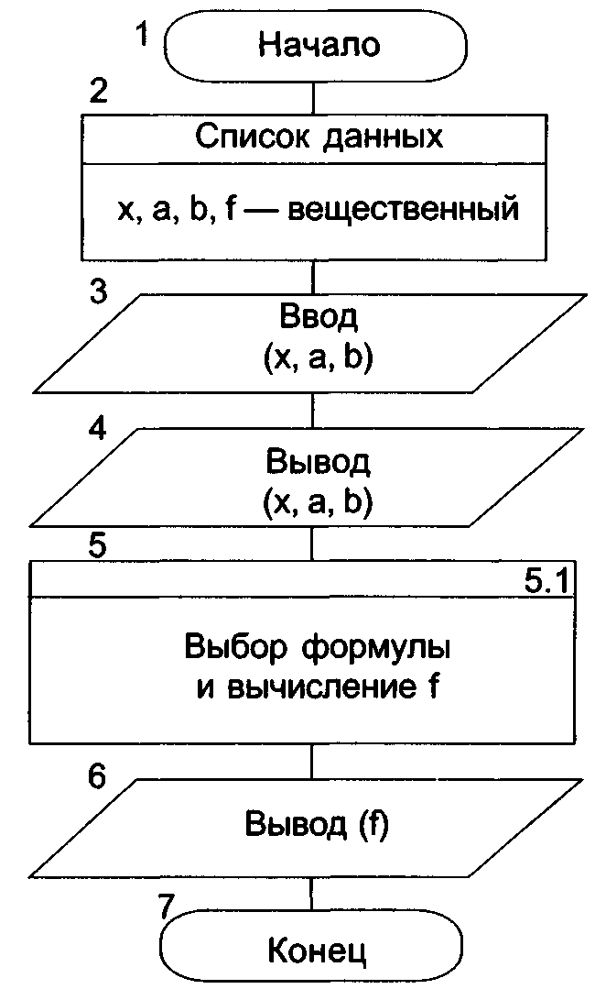 1
Начало
2
Список данных
x, a, b, f — вещественный
3
Ввод
(x, a, b)
4
Вывод
(x, a, b)
5
5.1
Выбор формулы
и вычисление f
6
Вывод (f)
7
Конец